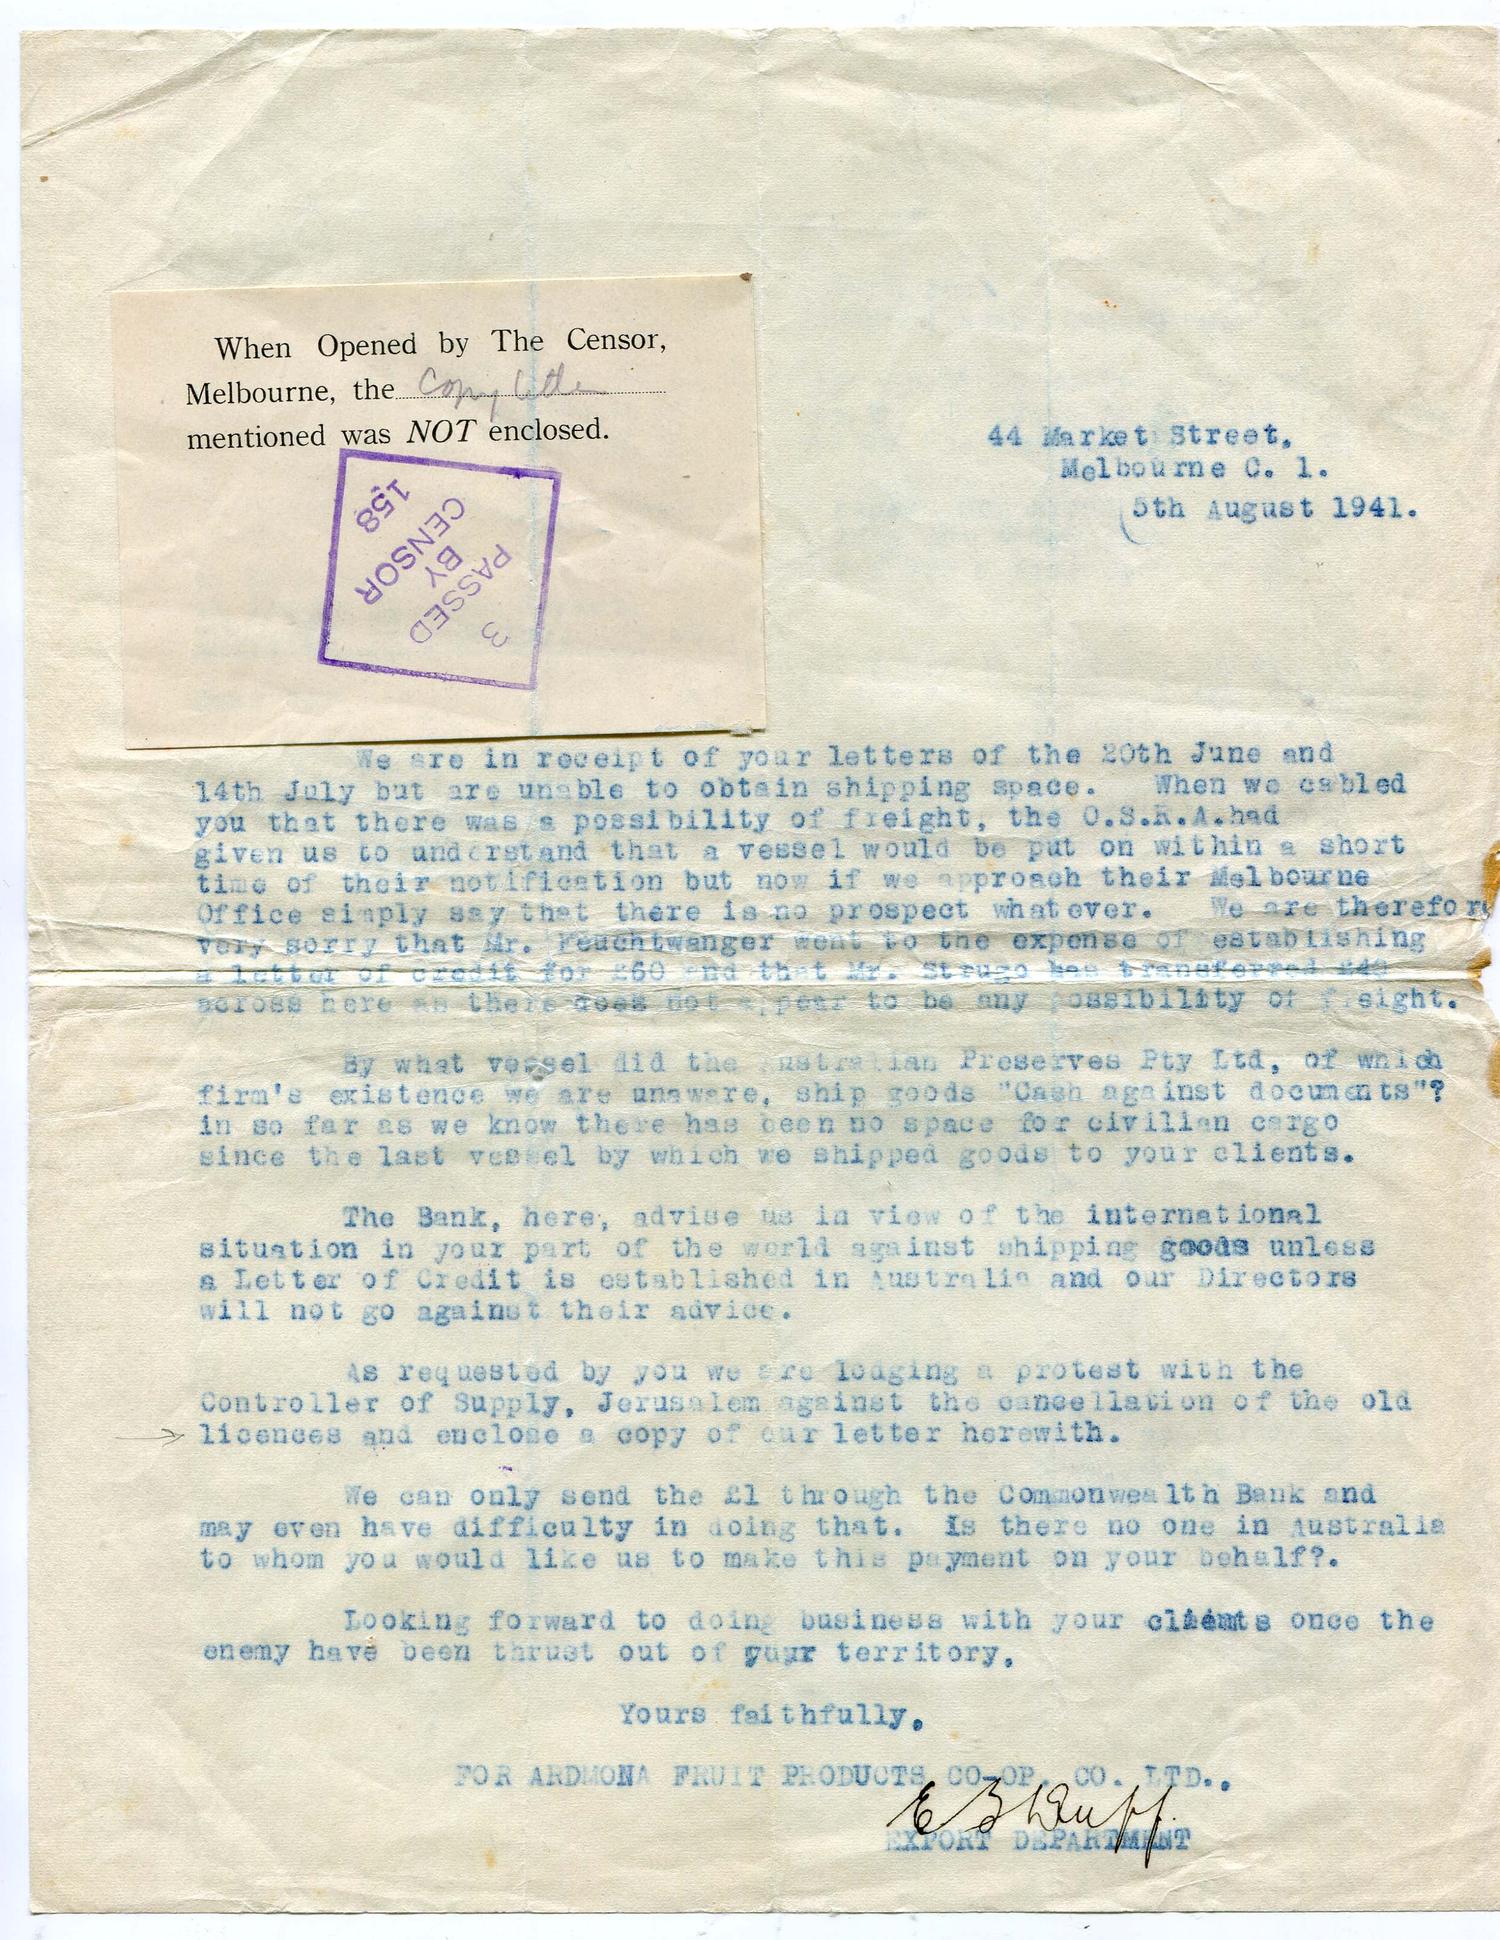 When Opened by The Censor,
Melbourne, the Copy letter
mentioned was NOT enclosed.
3
PASSED
BY
CENSOR
158
44 Market Street,
Melbourne C. 1.
5th August 1941.
We are in receipt of your letters of the 20th June and
14th July but are unable to obtain shipping space. When we cabled
you that there was a possibility of freight, the O.S.R.A.had
given us to understand that a vessel would be put on within a short
time of their notification but now if we approach their Melbourne
Office simply say that there is no prospect whatever. We are therefore
very sorry that Mr. Feuchtwanger went to the expense of establishing
a letter of credit for £60 and that Mr. Strugo has transferred £40
across here as there does not appear to be any possibility of freight.
By what vessel did the Australian Preserves Pty Ltd, of which
firm's existence we are unaware, ship goods "Cash against documents"?
in so far as we know there has been no space for civilian cargo
since the last vessel by which we shipped goods to your clients.
The Bank, here, advise us in view of the international
situation in your part of the world against shipping goods unless
a Letter of Credit is established in Australia and our Directors
will not go against their advice.
As requested by you we are lodging a protest with the
Controller of Supply, Jerusalem against the cancellation of the old
licences and enclose a copy of our letter herewith.
We can only send the £1 through the Commonwealth Bank and
may even have difficulty in doing that. Is there no one in Australia
to whom you would like us to make this payment on your behalf?.
Looking forward to doing business with your clients once the
enemy have been thrust out of your territory.
Yours faithfully,
FOR ARDMONA FRUIT PRODUCTS CO-OP. CO. LTD.,
EXPORT DEPARTMENT